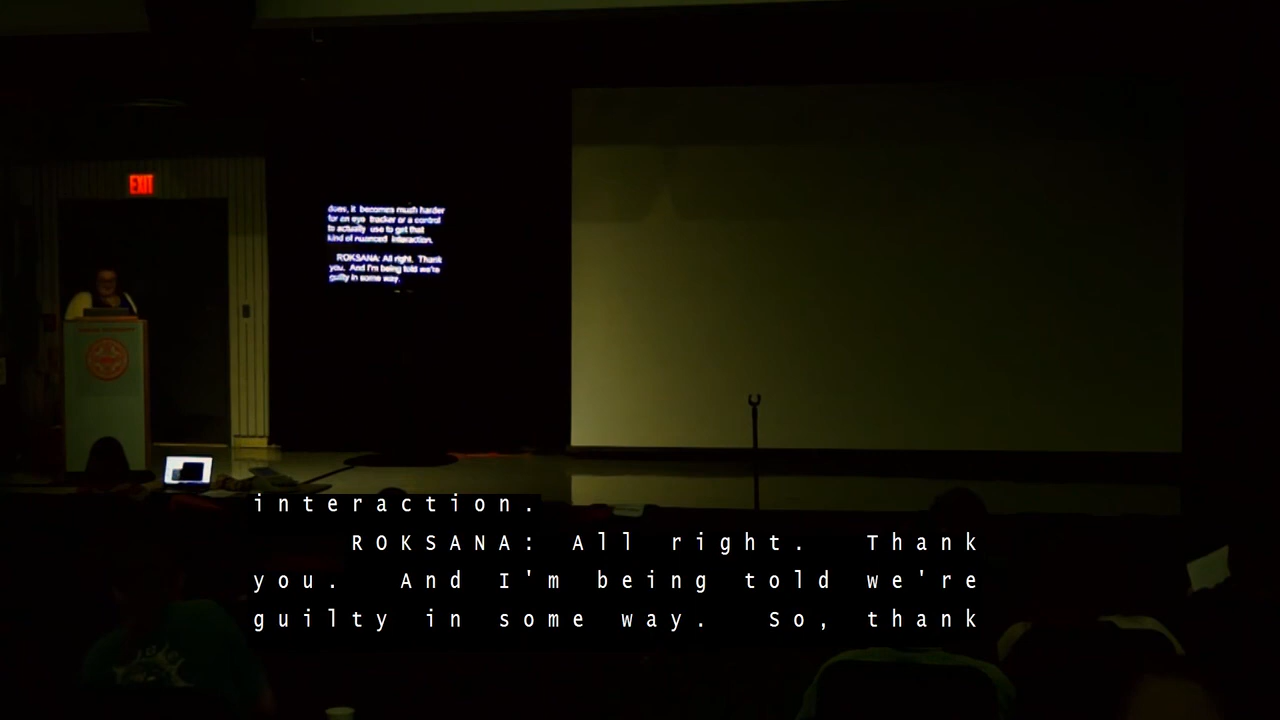 EXIT
does, it becomes much harder
for an eye tracker or a control
to actually use to get that
kind of nuanced interaction.
ROKSANA: All right. Thank
you. And I'm being told we're
guilty in some way.
interaction.
ROKSANA: All right. Thank
you. And I'm being told we're
guilty in some way. So, thank